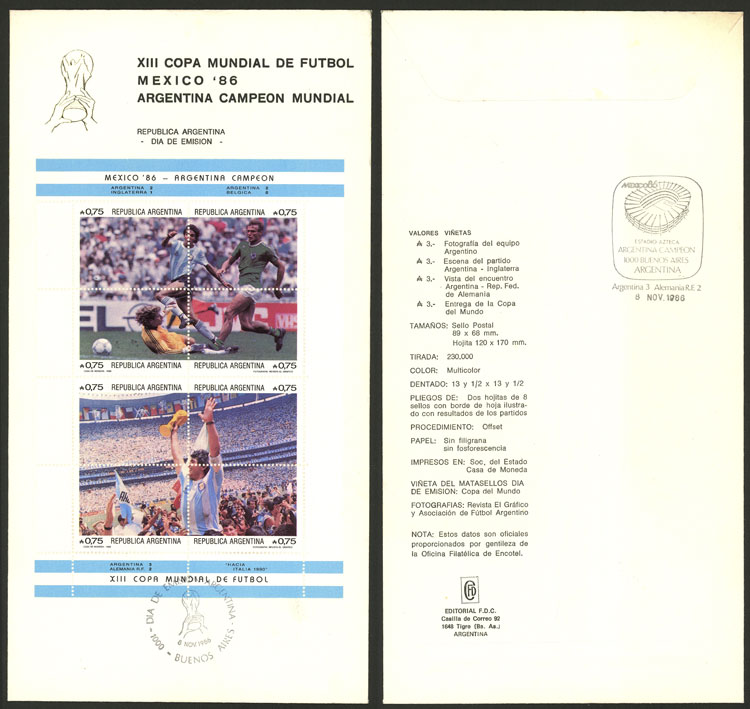 XIII COPA MUNDIAL DE FUTBOL
MEXICO '86
ARGENTINA CAMPEON MUNDIAL
REPUBLICA ARGENTINA
- DIA DE EMISION -
MEXICO '86 – ARGENTINA CAMPEON
ARGENTINA 2
INGLATERRA 1
ARGENTINA 2
BELGICA 0
₳0,75 REPUBLICA ARGENTINA
REPUBLICA ARGENTINA ₳0,75
₳0,75 REPUBLICA ARGENTINA
REPUBLICA ARGENTINA ₳0,75
₳0,75 REPUBLICA ARGENTINA
REPUBLICA ARGENTINA ₳0,75
₳0,75 REPUBLICA ARGENTINA
REPUBLICA ARGENTINA ₳0,75
ARGENTINA 3
ALEMANIA R.F. 2
"HACIA
ITALIA 1990"
XIII COPA MUNDIAL DE FUTBOL
- DIA DE EMISION ARGENTINA -
8 NOV. 1986
1000 - BUENOS AIRES
VALORES VIÑETAS
₳ 3,- Fotografía del equipo
Argentino
₳ 3,- Escena del partido
Argentina - Inglaterra
₳ 3,- Vista del encuentro
Argentina - Rep. Fed.
de Alemania
₳ 3,- Entrega de la Copa
del Mundo
TAMAÑOS: Sello Postal
89 x 68 mm.
Hojita 120 x 170 mm.
TIRADA: 230,000
COLOR: Multicolor
DENTADO: 13 y 1/2 x 13 y 1/2
PLIEGOS DE: Dos hojitas de 8
sellos con borde de hoja ilustra-
do con resultados de los partidos
PROCEDIMIENTO: Offset
PAPEL: Sin filigrana
sin fosforescencia
IMPRESOS EN: Soc, del Estado
Casa de Moneda
VIÑETA DEL MATASELLOS DIA
DE EMISION: Copa del Mundo
FOTOGRAFIAS: Revista El Gráfico
y Asociación de Fútbol Argentino
NOTA: Estos datos son oficiales
proporcionados por gentileza de
la Oficina Filatélica de Encotel.
EDITORIAL F.D.C.
Casilla de Correo 92
1648 Tigre (Bs. As.)
ARGENTINA
MEXICO86
ESTADIO AZTECA
ARGENTINA CAMPEON
1000 BUENOS AIRES
ARGENTINA
Argentina 3 Alemania R.F. 2
8 NOV. 1986